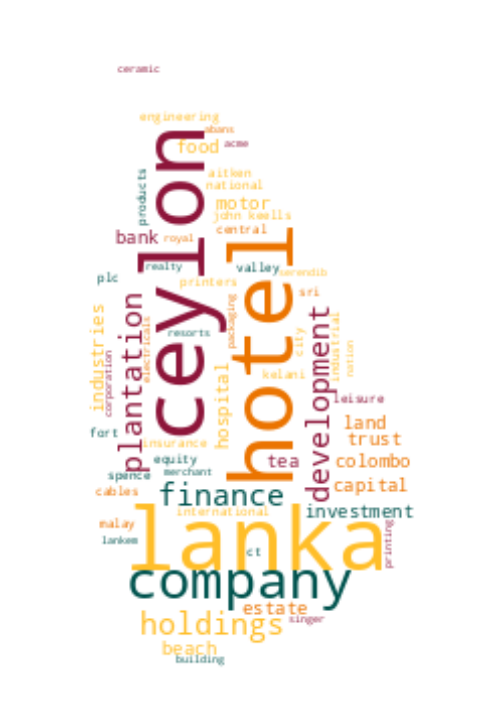 ceramic
engineering
abans
food
acme
ceylon
aitken
products
national
motor
john keells
central
bank
royal
hotel
realty
valley
serendib
plc
printers
sri
plantation
packaging
industries
electricals
development
industrial
resorts
city
nation
corporation
hospital
kelani
leisure
land
fort
insurance
trust
equity
tea
colombo
spence
merchant
cables
finance
capital
international
investment
malay
lanka
printing
lankem
ct
company
estate
holdings
singer
beach
building